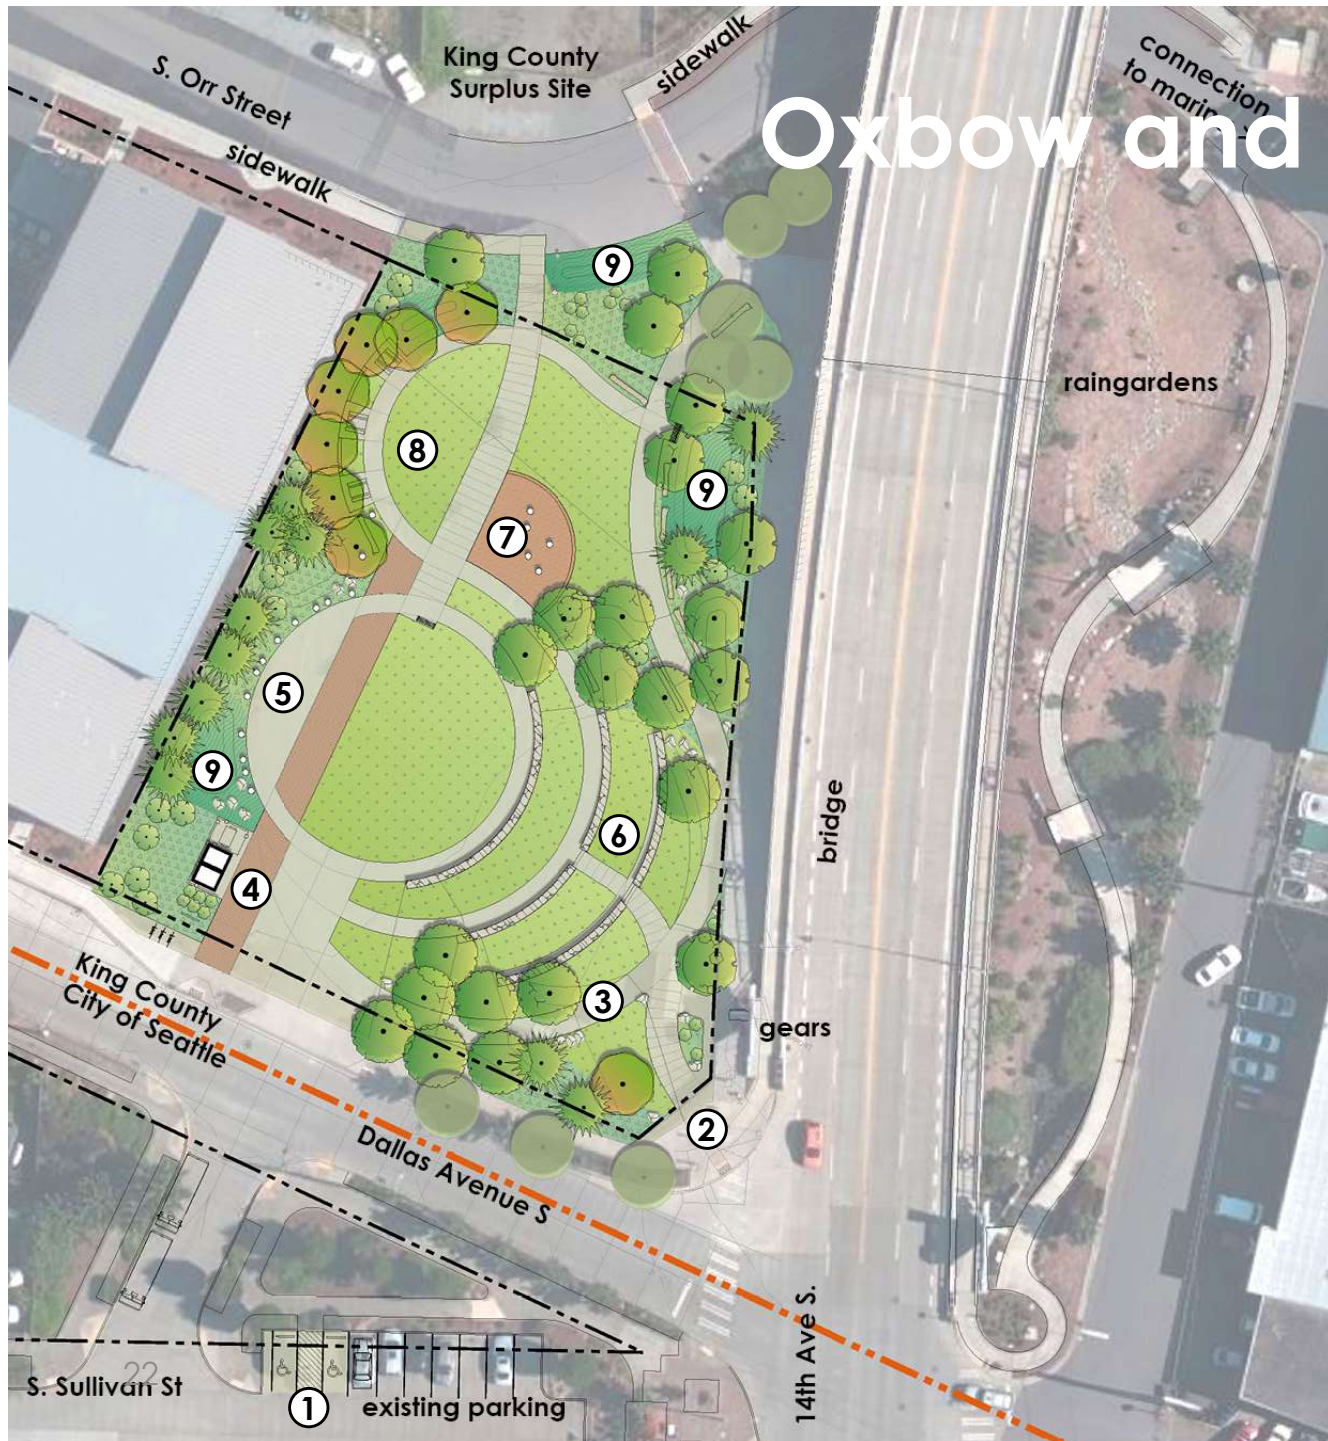 King County
Surplus Site
sidewalk
connection
to marin
S. Orr Street
Oxbow and
sidewalk
9
raingardens
8
9
7
5
9
6
bridge
4
King County
City of Seattle
3
gears
2
Dallas Avenue S
14th Ave S.
22
S. Sullivan St
1
existing parking